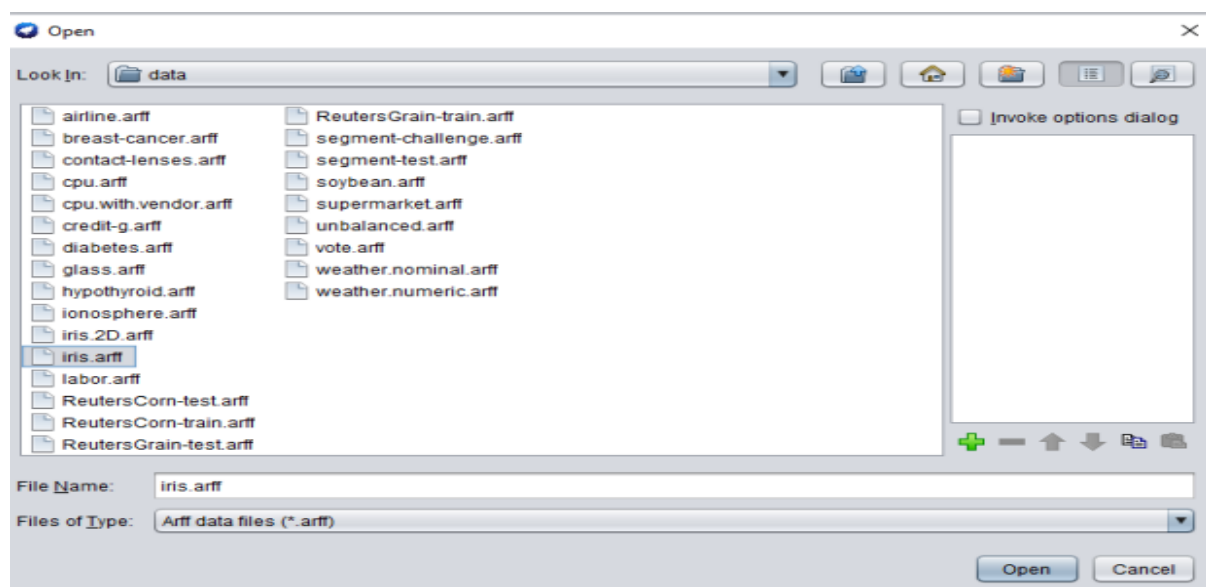 Open
Look In: data
airline.arff
breast-cancer.arff
contact-lenses.arff
cpu.arff
cpu.with.vendor.arff
credit-g.arff
diabetes.arff
glass.arff
hypothyroid.arff
ionosphere.arff
iris.2D.arff
iris.arff
labor.arff
ReutersCorn-test.arff
ReutersCorn-train.arff
ReutersGrain-test.arff
ReutersGrain-train.arff
segment-challenge.arff
segment-test.arff
soybean.arff
supermarket.arff
unbalanced.arff
vote.arff
weather.nominal.arff
weather.numeric.arff
Invoke options dialog
File Name: iris.arff
Files of Type: Arff data files (*.arff)
Open Cancel